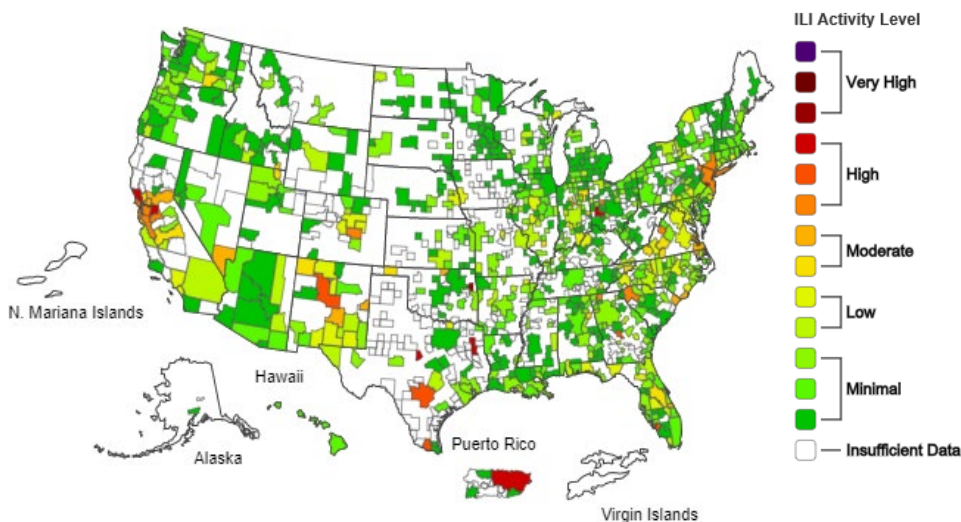 ILI Activity Level
Very High
High
Moderate
Low
Minimal
Insufficient Data
N. Mariana Islands
Hawaii
Alaska
Puerto Rico
Virgin Islands